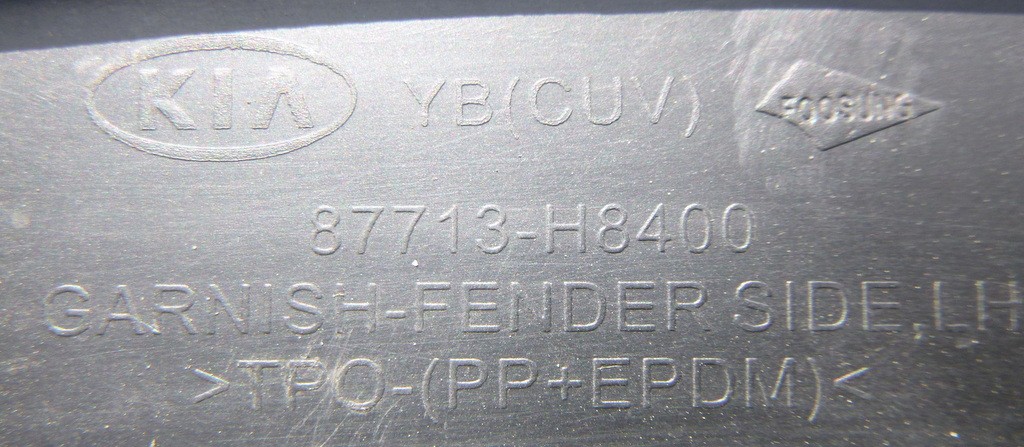 KIA YB(CUV) FOOSUNG
87713-H8400
GARNISH-FENDER SIDE,LH
>TPO-(PP+EPDM)<